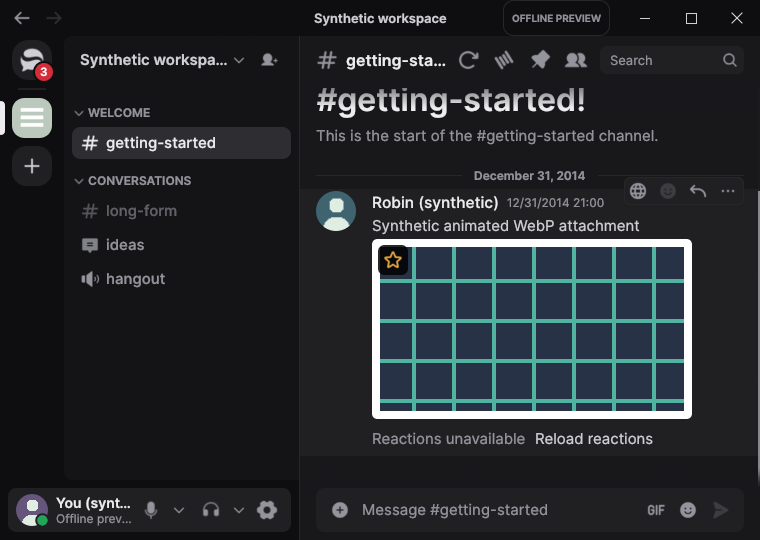 Synthetic workspace
OFFLINE PREVIEW
3
Synthetic workspa...
WELCOME
getting-started
CONVERSATIONS
long-form
ideas
hangout
You (synt...
Offline prev...
# getting-sta...
Search
#getting-started!
This is the start of the #getting-started channel.
December 31, 2014
Robin (synthetic) 12/31/2014 21:00
Synthetic animated WebP attachment
Reactions unavailable Reload reactions
Message #getting-started
GIF